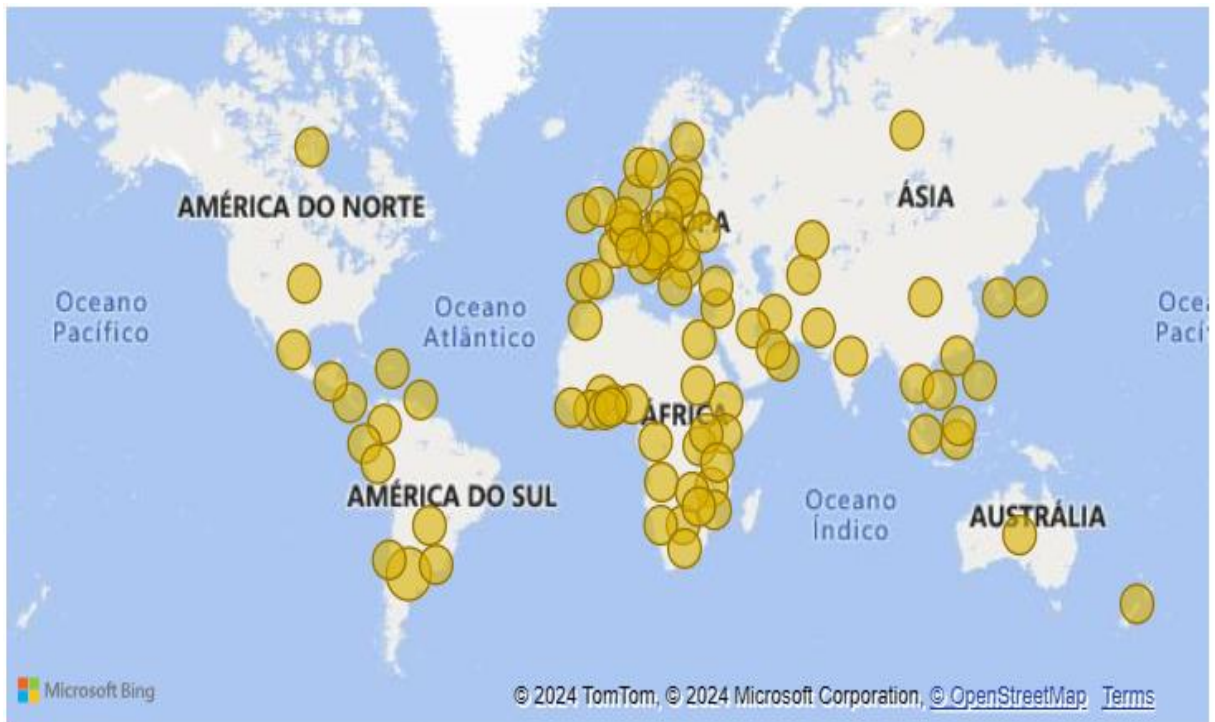 AMÉRICA DO NORTE
ÁSIA
PA
Oceano
Pacífico
Oceano
Atlântico
Ocea
Pací
ÁFRICA
AMÉRICA DO SUL
Oceano
Índico
AUSTRÁLIA
Microsoft Bing
© 2024 TomTom, © 2024 Microsoft Corporation, © OpenStreetMap Terms